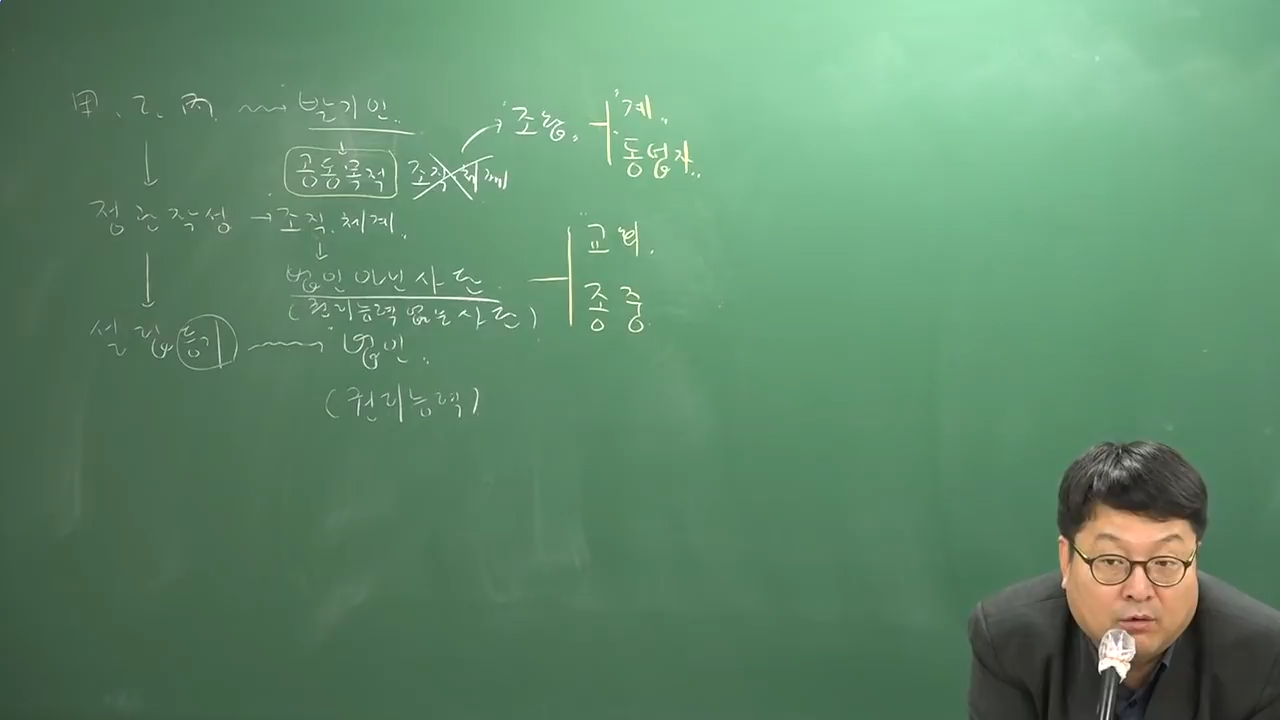 甲. 乙. 丙. 발기인..
조합..
계..
동업자..
공동목적 조직체계
정관작성 → 조직.체계..
법인아닌사단
교회.
(권리능력 없는 사단)
종중.
설립등기 법인..
(권리능력)